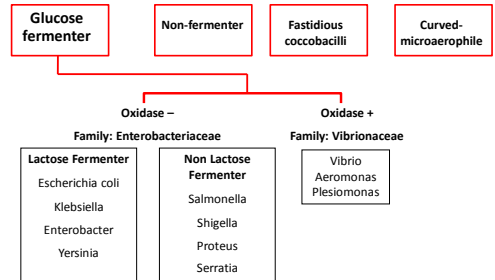 Glucose
fermenter
Non-fermenter
Fastidious
coccobacilli
Curved-
microaerophile
Oxidase –
Family: Enterobacteriaceae
Oxidase +
Family: Vibrionaceae
Lactose Fermenter
Escherichia coli
Klebsiella
Enterobacter
Yersinia
Non Lactose
Fermenter
Salmonella
Shigella
Proteus
Serratia
Vibrio
Aeromonas
Plesiomonas